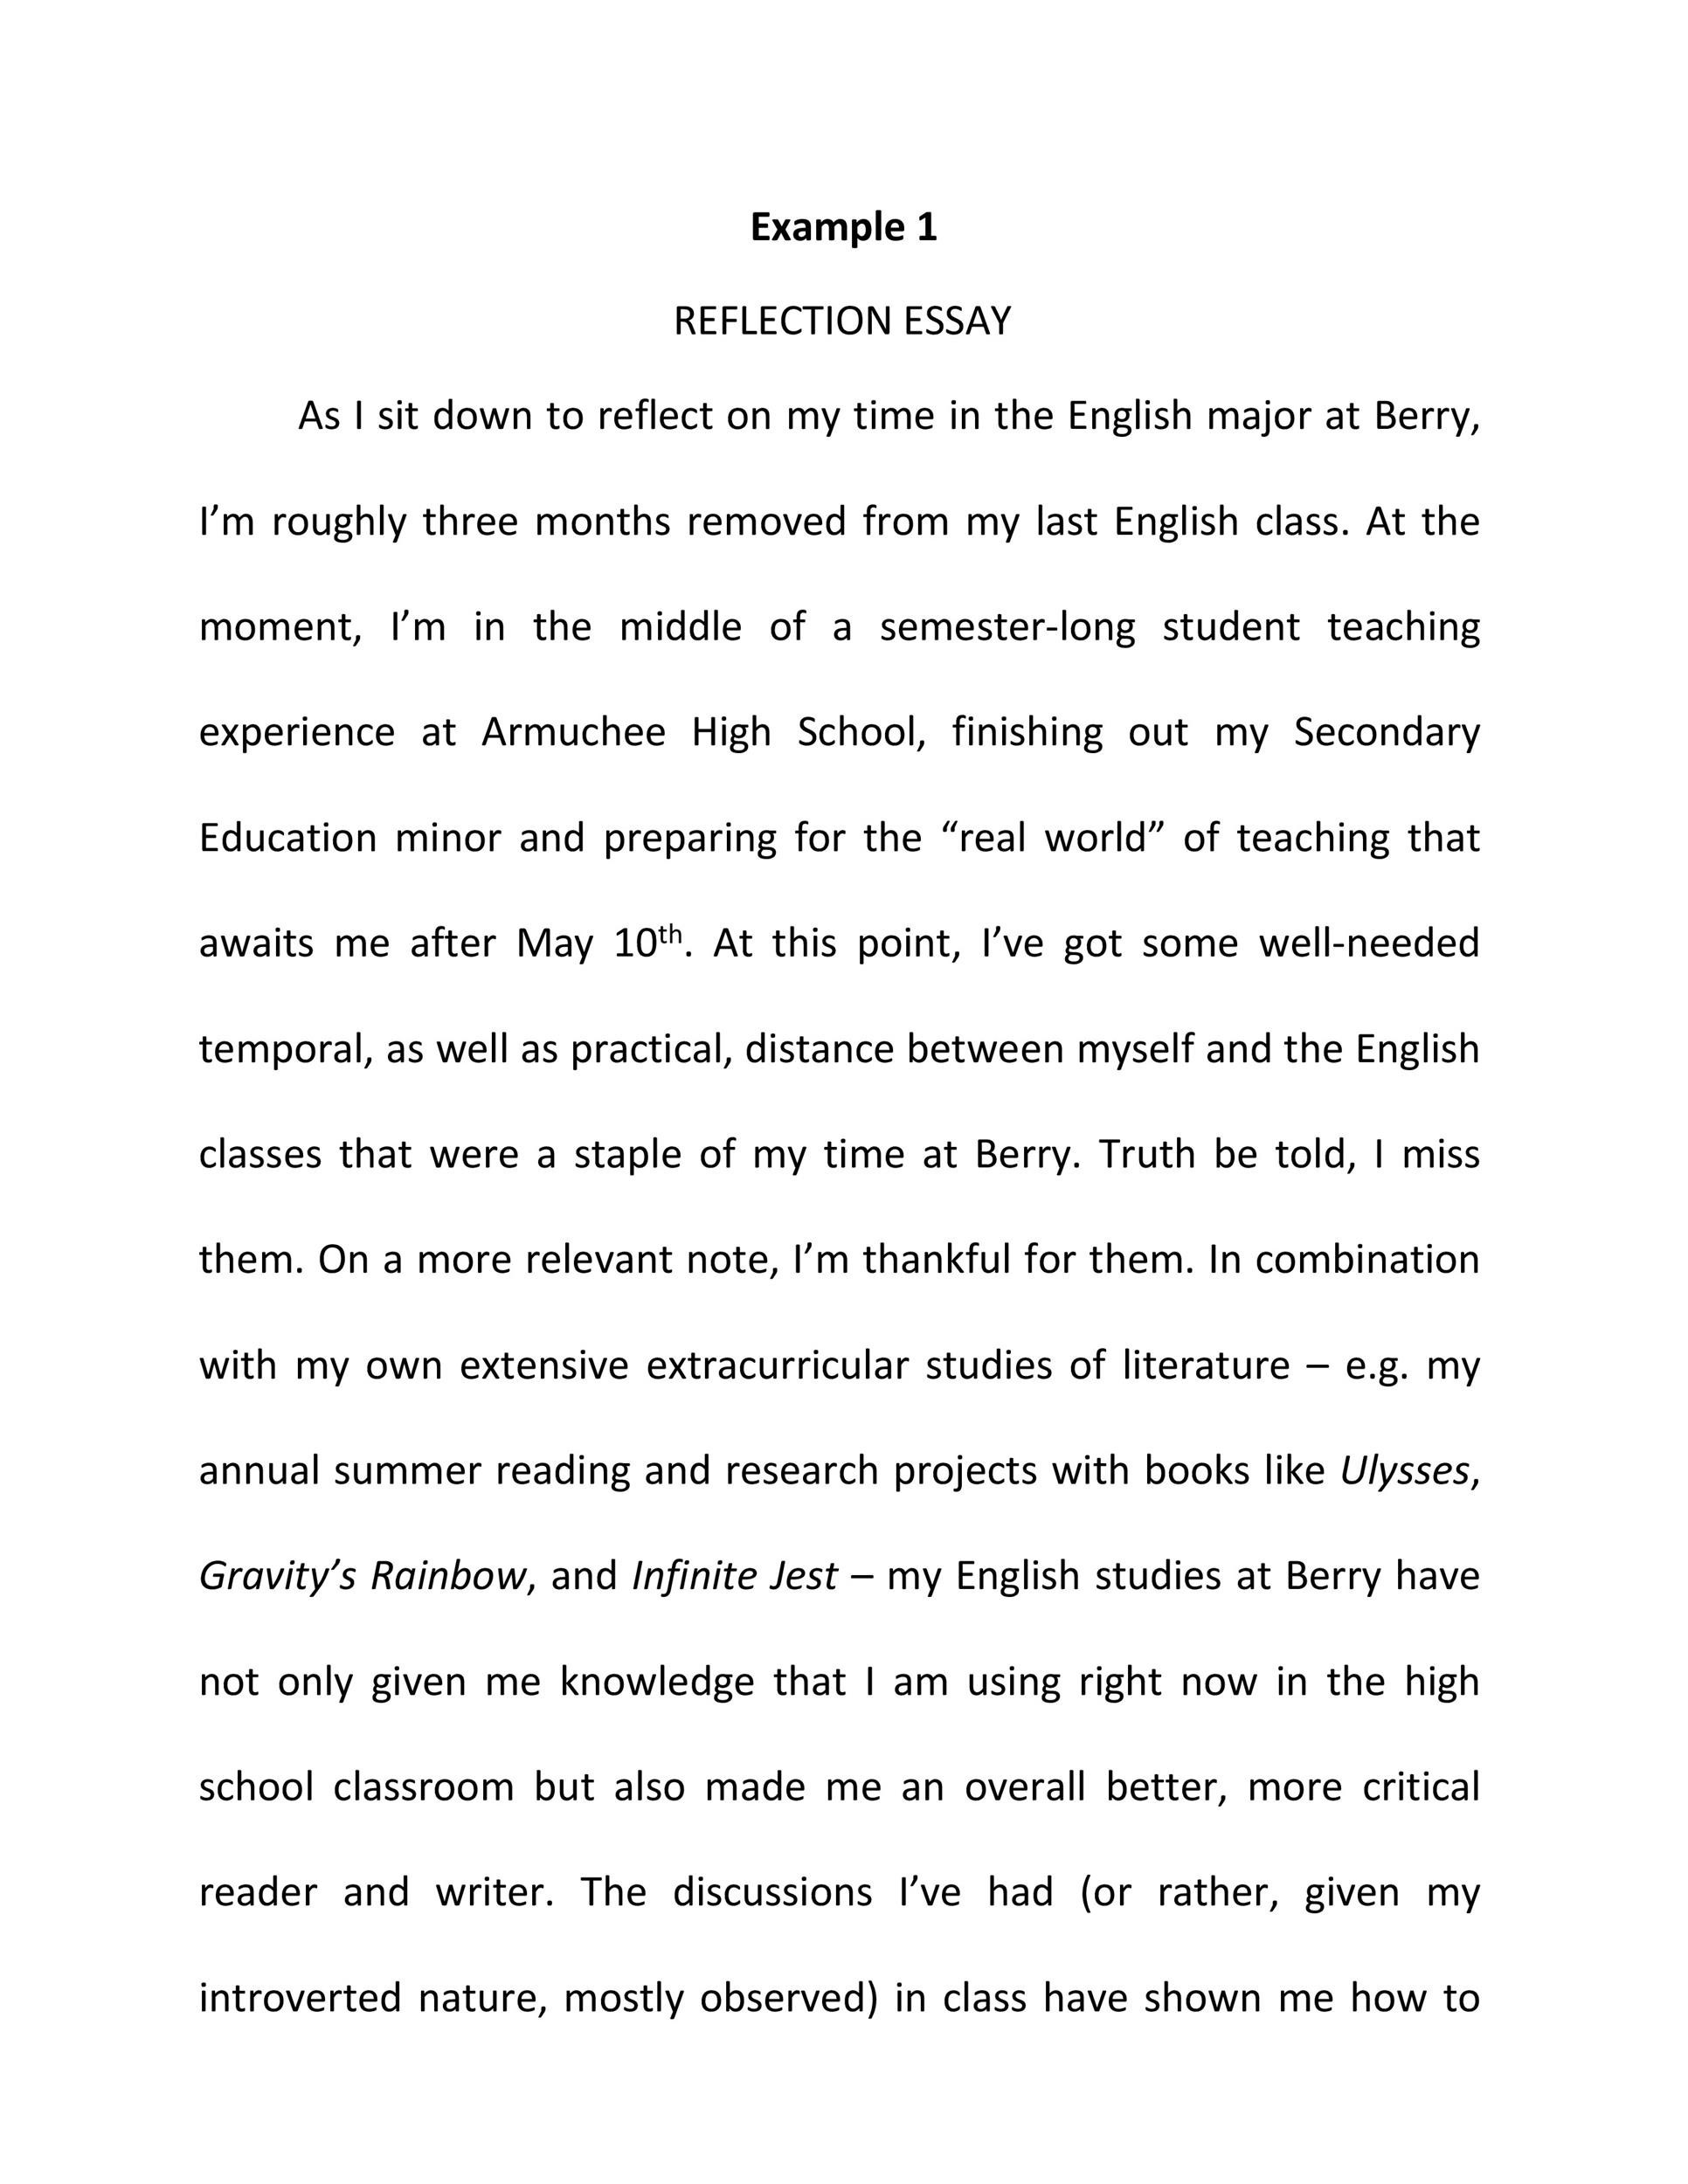 Example 1
REFLECTION ESSAY
As I sit down to reflect on my time in the English major at Berry,
I’m roughly three months removed from my last English class. At the
moment, I’m in the middle of a semester-long student teaching
experience at Armuchee High School, finishing out my Secondary
Education minor and preparing for the “real world” of teaching that
awaits me after May 10th. At this point, I’ve got some well-needed
temporal, as well as practical, distance between myself and the English
classes that were a staple of my time at Berry. Truth be told, I miss
them. On a more relevant note, I’m thankful for them. In combination
with my own extensive extracurricular studies of literature – e.g. my
annual summer reading and research projects with books like Ulysses,
Gravity’s Rainbow, and Infinite Jest – my English studies at Berry have
not only given me knowledge that I am using right now in the high
school classroom but also made me an overall better, more critical
reader and writer. The discussions I’ve had (or rather, given my
introverted nature, mostly observed) in class have shown me how to